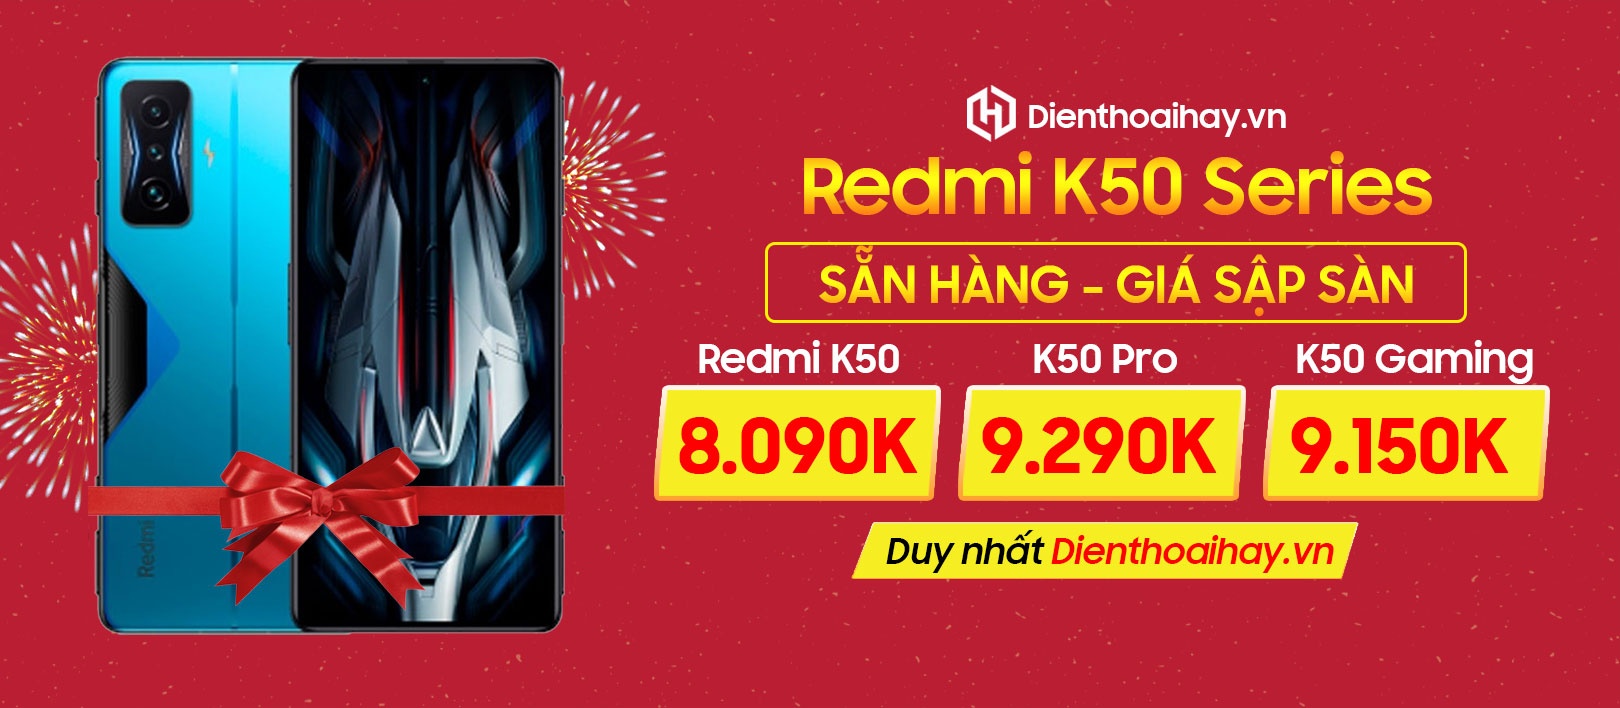 Dienthoaihay.vn
Redmi K50 Series
SẴN HÀNG - GIÁ SẬP SÀN
Redmi K50 K50 Pro K50 Gaming
8.090K 9.290K 9.150K
Duy nhất Dienthoaihay.vn
Redmi